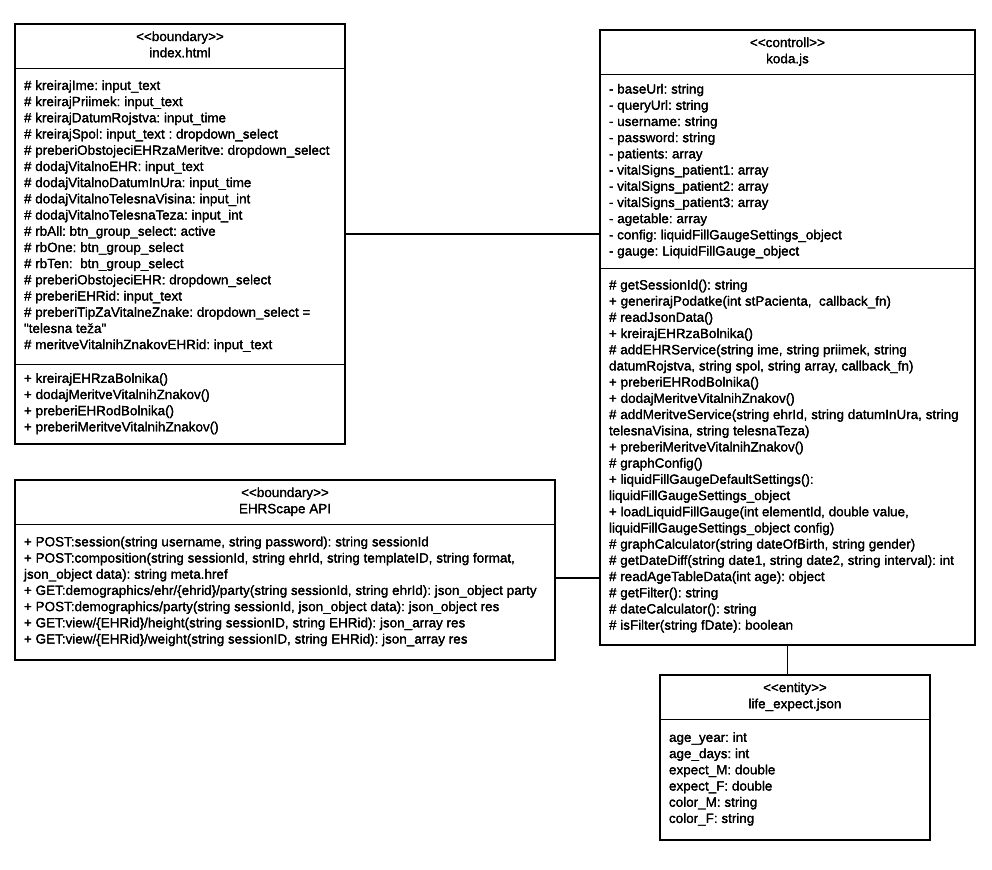 <<boundary>>
index.html
# kreirajIme: input_text
# kreirajPriimek: input_text
# kreirajDatumRojstva: input_time
# kreirajSpol: input_text : dropdown_select
# preberiObstojeciEHRzaMeritve: dropdown_select
# dodajVitalnoEHR: input_text
# dodajVitalnoDatumInUra: input_time
# dodajVitalnoTelesnaVisina: input_int
# dodajVitalnoTelesnaTeza: input_int
# rbAll: btn_group_select: active
# rbOne: btn_group_select
# rbTen:  btn_group_select
# preberiObstojeciEHR: dropdown_select
# preberiEHRid: input_text
# preberiTipZaVitalneZnake: dropdown_select =
"telesna teža"
# meritveVitalnihZnakovEHRid: input_text
+ kreirajEHRzaBolnika()
+ dodajMeritveVitalnihZnakov()
+ preberiEHRodBolnika()
+ preberiMeritveVitalnihZnakov()
<<boundary>>
EHRScape API
+ POST:session(string username, string password): string sessionId
+ POST:composition(string sessionId, string ehrId, string templateID, string format,
json_object data): string meta.href
+ GET:demographics/ehr/{ehrid}/party(string sessionId, string ehrId): json_object party
+ POST:demographics/party(string sessionId, json_object data): json_object res
+ GET:view/{EHRid}/height(string sessionID, string EHRid): json_array res
+ GET:view/{EHRid}/weight(string sessionID, string EHRid): json_array res
<<controll>>
koda.js
- baseUrl: string
- queryUrl: string
- username: string
- password: string
- patients: array
- vitalSigns_patient1: array
- vitalSigns_patient2: array
- vitalSigns_patient3: array
- agetable: array
- config: liquidFillGaugeSettings_object
- gauge: LiquidFillGauge_object
# getSessionId(): string
+ generirajPodatke(int stPacienta,  callback_fn)
# readJsonData()
+ kreirajEHRzaBolnika()
# addEHRService(string ime, string priimek, string
datumRojstva, string spol, string array, callback_fn)
+ preberiEHRodBolnika()
+ dodajMeritveVitalnihZnakov()
# addMeritveService(string ehrId, string datumInUra, string
telesnaVisina, string telesnaTeza)
+ preberiMeritveVitalnihZnakov()
# graphConfig()
+ liquidFillGaugeDefaultSettings():
liquidFillGaugeSettings_object
+ loadLiquidFillGauge(int elementId, double value,
liquidFillGaugeSettings_object config)
# graphCalculator(string dateOfBirth, string gender)
# getDateDiff(string date1, string date2, string interval): int
# readAgeTableData(int age): object
# getFilter(): string
# dateCalculator(): string
# isFilter(string fDate): boolean
<<entity>>
life_expect.json
age_year: int
age_days: int
expect_M: double
expect_F: double
color_M: string
color_F: string